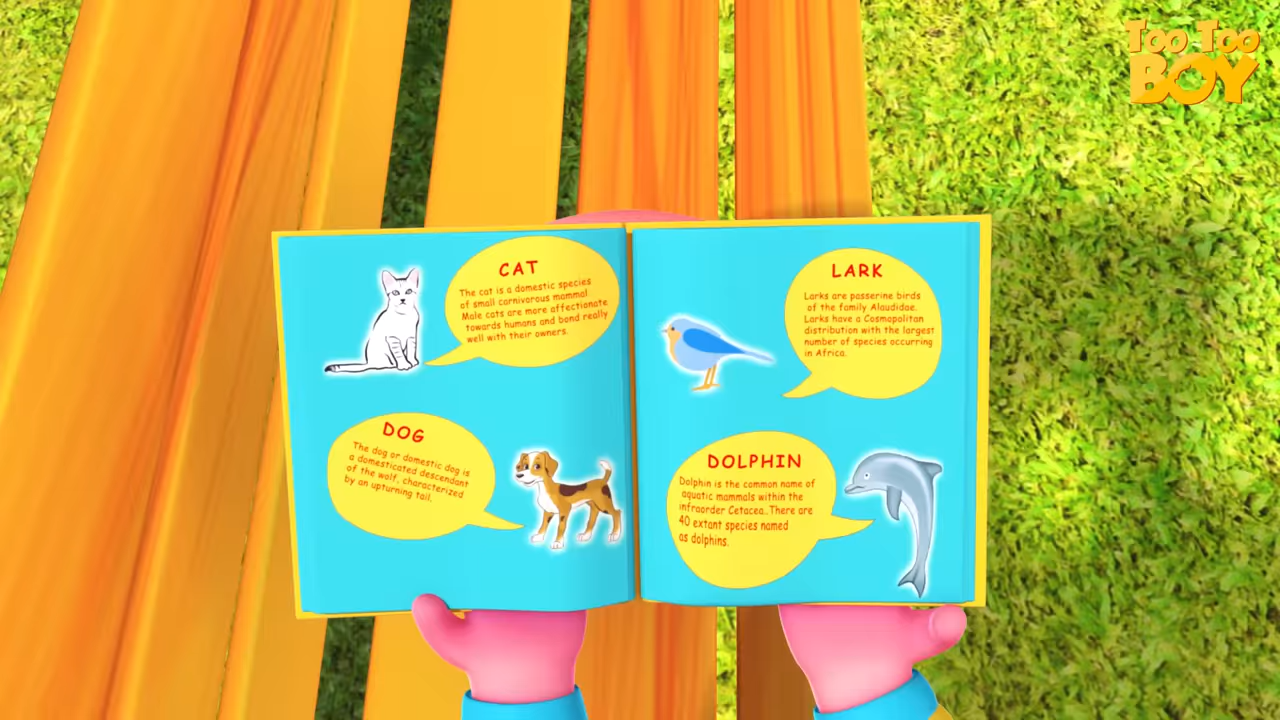 Too Too
BOY
CAT
The cat is a domestic species
of small carnivorous mammal
Male cats are more affectionate
towards humans and bond really
well with their owners.
DOG
The dog or domestic dog is
a domesticated descendant
of the wolf, characterized
by an upturning tail.
LARK
Larks are passerine birds
of the family Alaudidae.
Larks have a Cosmopolitan
distribution with the largest
number of species occurring
in Africa.
DOLPHIN
Dolphin is the common name of
aquatic mammals within the
infraorder Cetacea..There are
40 extant species named
as dolphins.